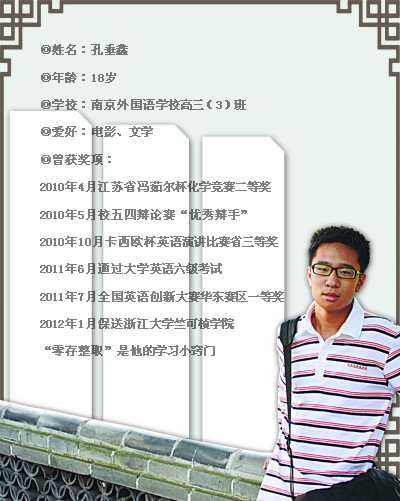 ◎姓名：孔垂鑫
◎年龄：18岁
◎学校：南京外国语学校高三（3）班
◎爱好：电影、文学
◎曾获奖项：
2010年4月江苏省冯茹尔杯化学竞赛二等奖
2010年5月校五四辩论赛“优秀辩手”
2010年10月卡西欧杯英语演讲比赛省三等奖
2011年6月通过大学英语六级考试
2011年7月全国英语创新大赛华东赛区一等奖
2012年1月保送浙江大学竺可桢学院
“零存整取”是他的学习小窍门